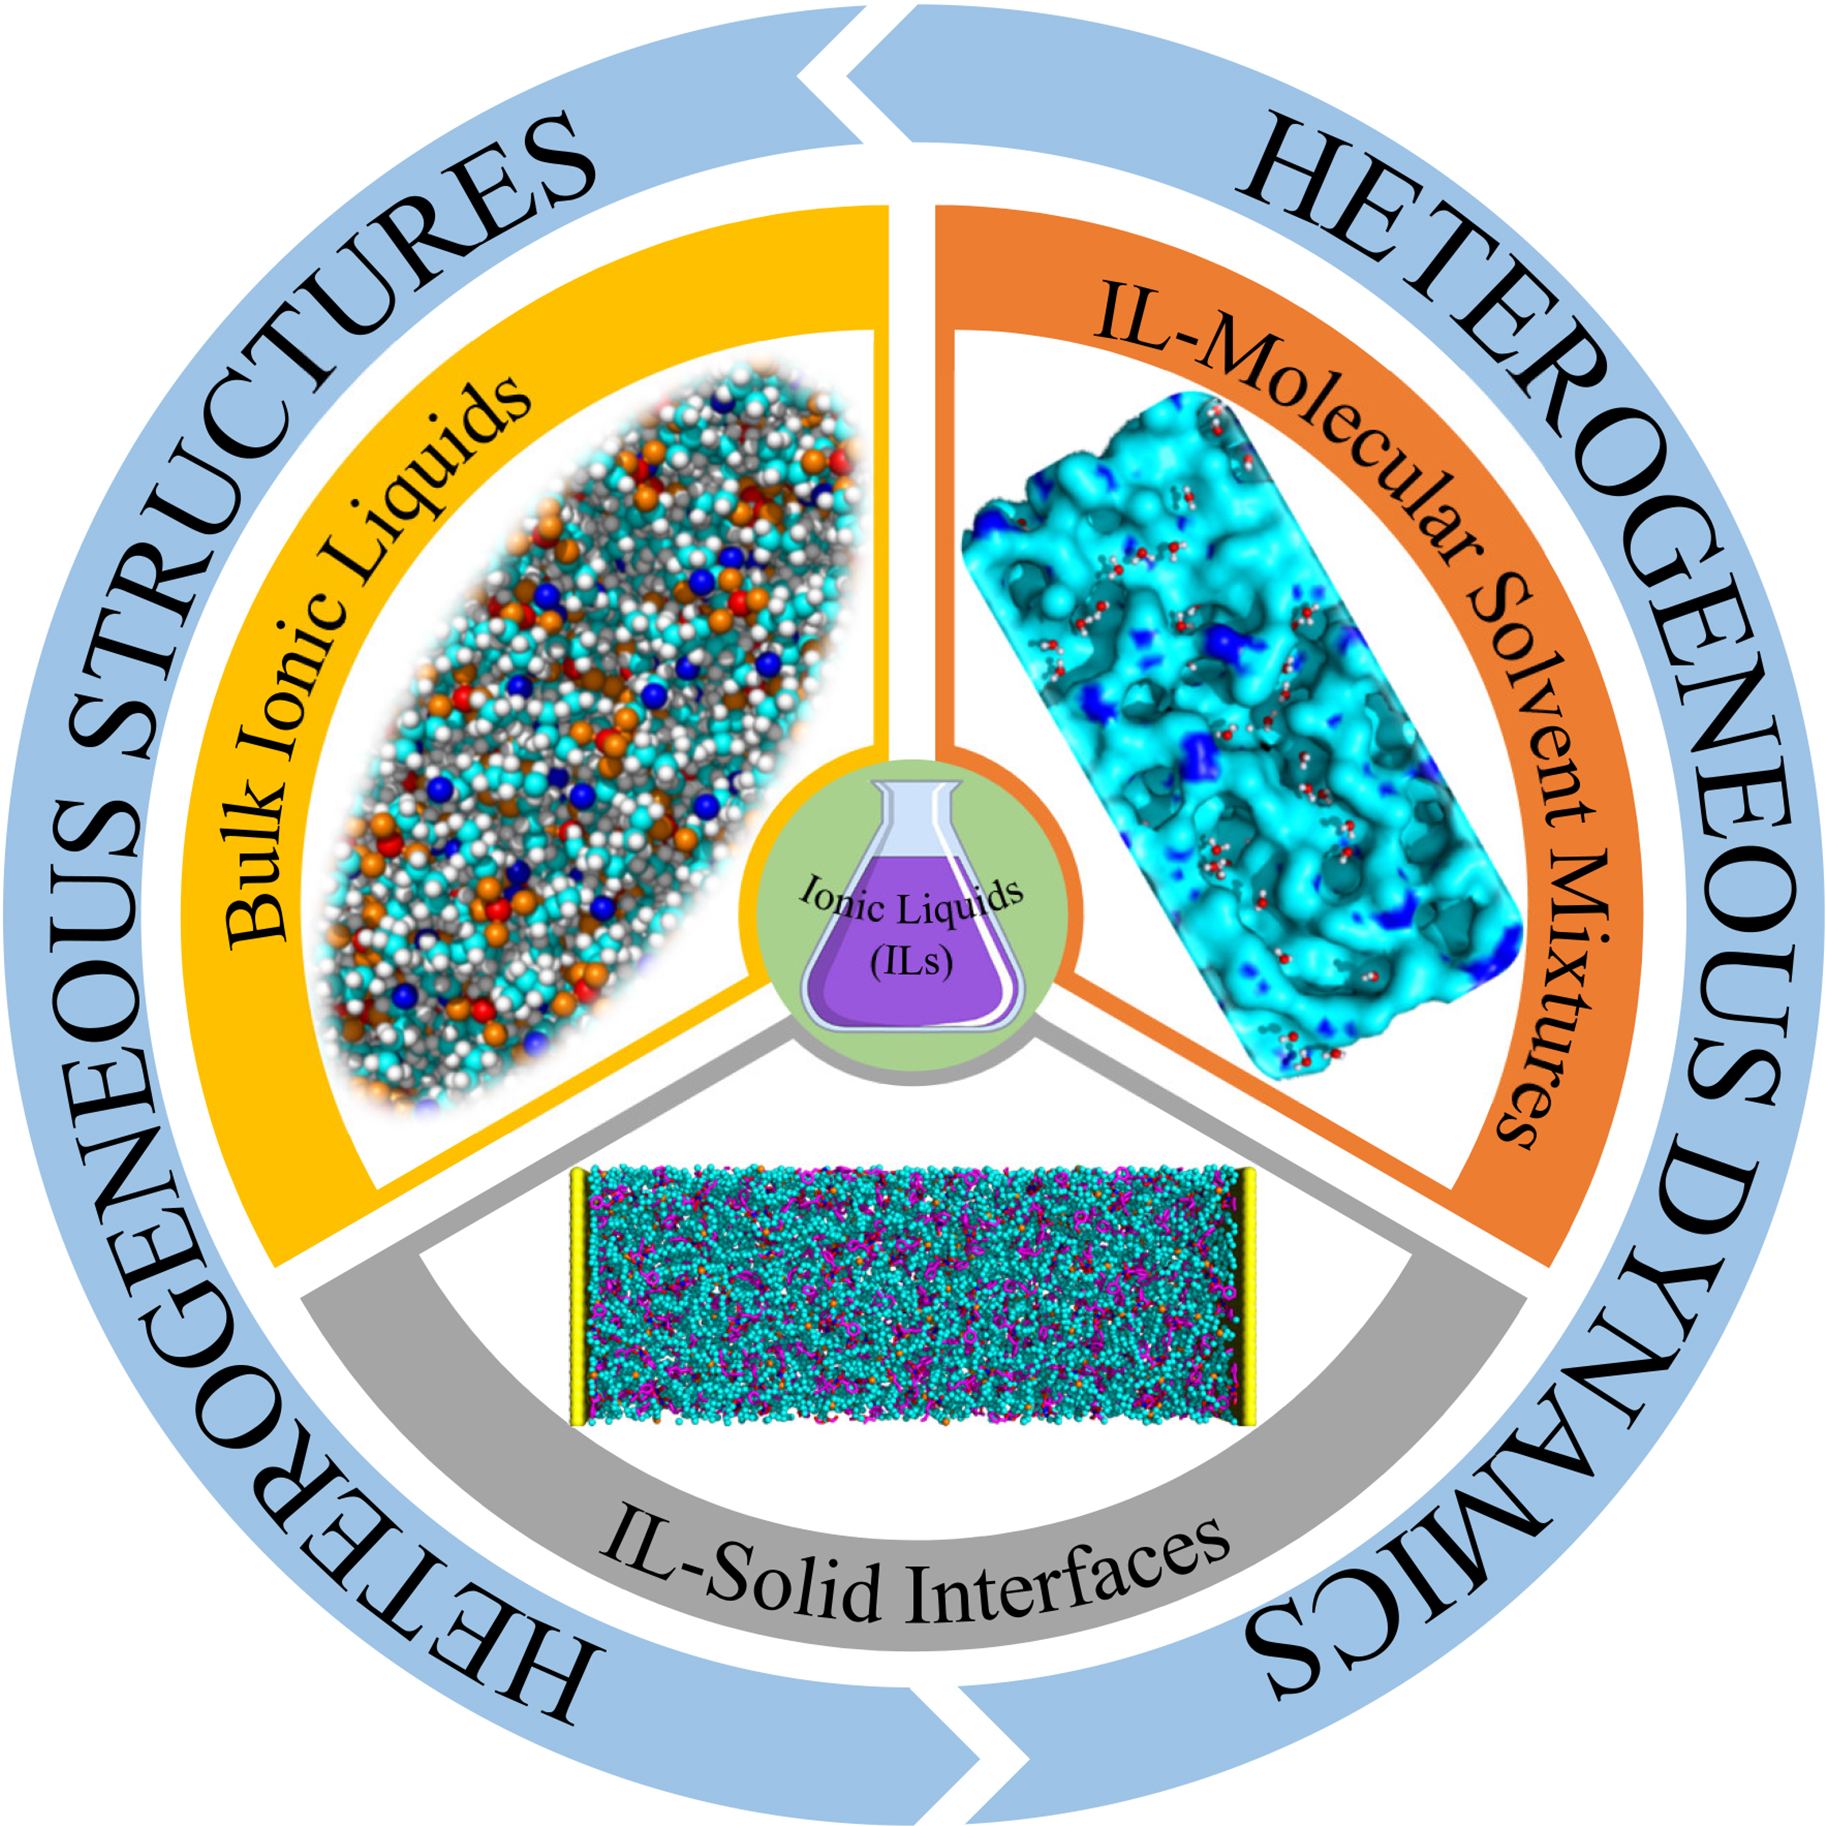 HETEROGENEOUS STRUCTURES
HETEROGENEOUS DYNAMICS
Bulk Ionic Liquids
IL-Molecular Solvent Mixtures
Ionic Liquids
(ILs)
IL-Solid Interfaces